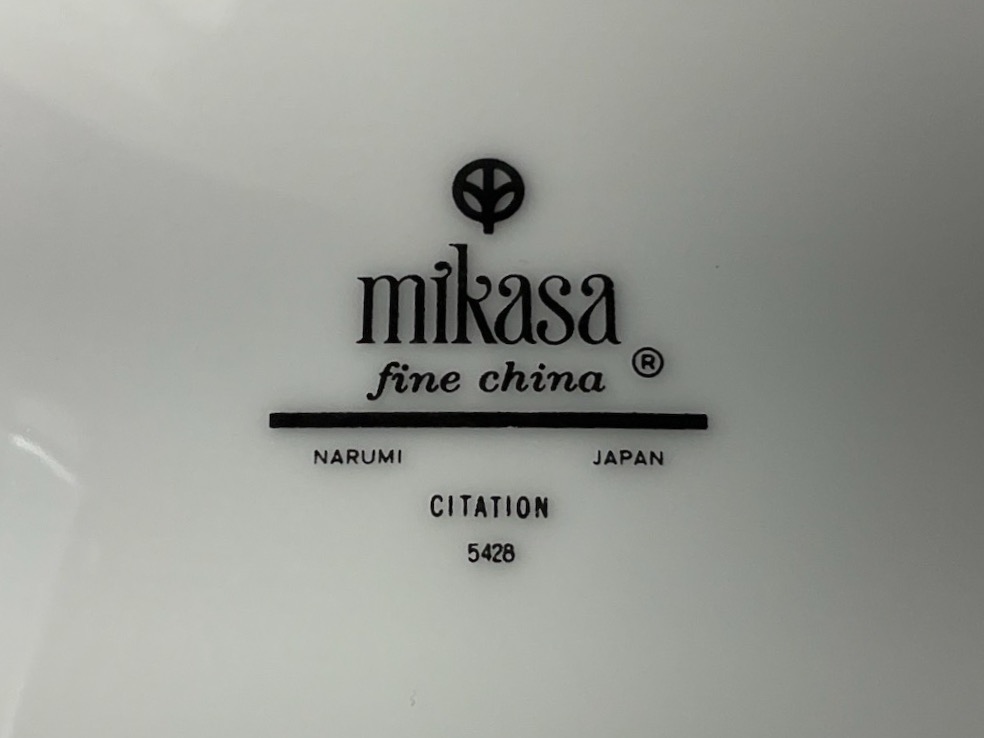 mikasa
fine china ®
NARUMI JAPAN
CITATION
5428